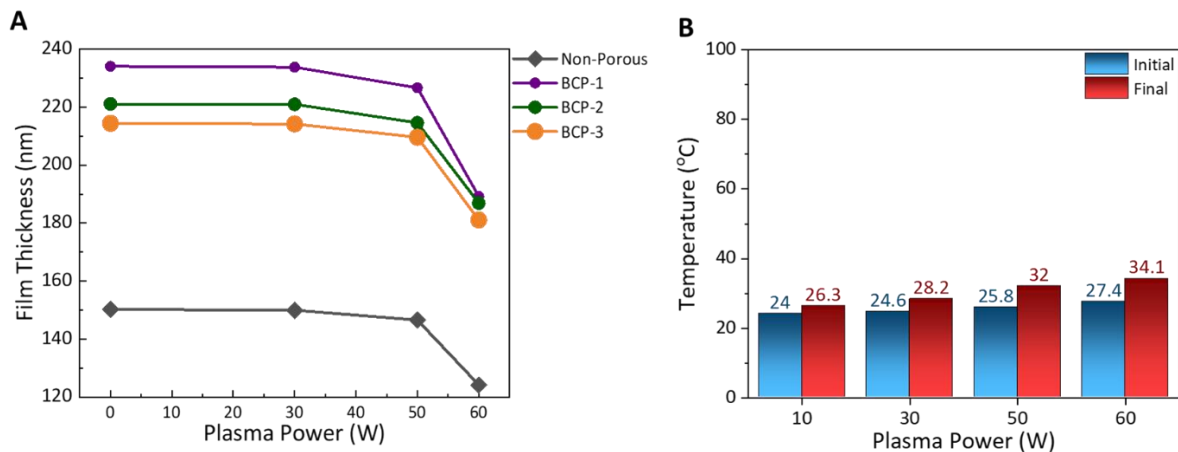 A
Film Thickness (nm)
240
220
200
180
160
140
120
0
10
20
30
40
50
60
Plasma Power (W)
Non-Porous
BCP-1
BCP-2
BCP-3
B
Temperature (°C)
100
80
60
40
20
0
Initial
Final
24
26.3
24.6
28.2
25.8
32
27.4
34.1
10
30
50
60
Plasma Power (W)